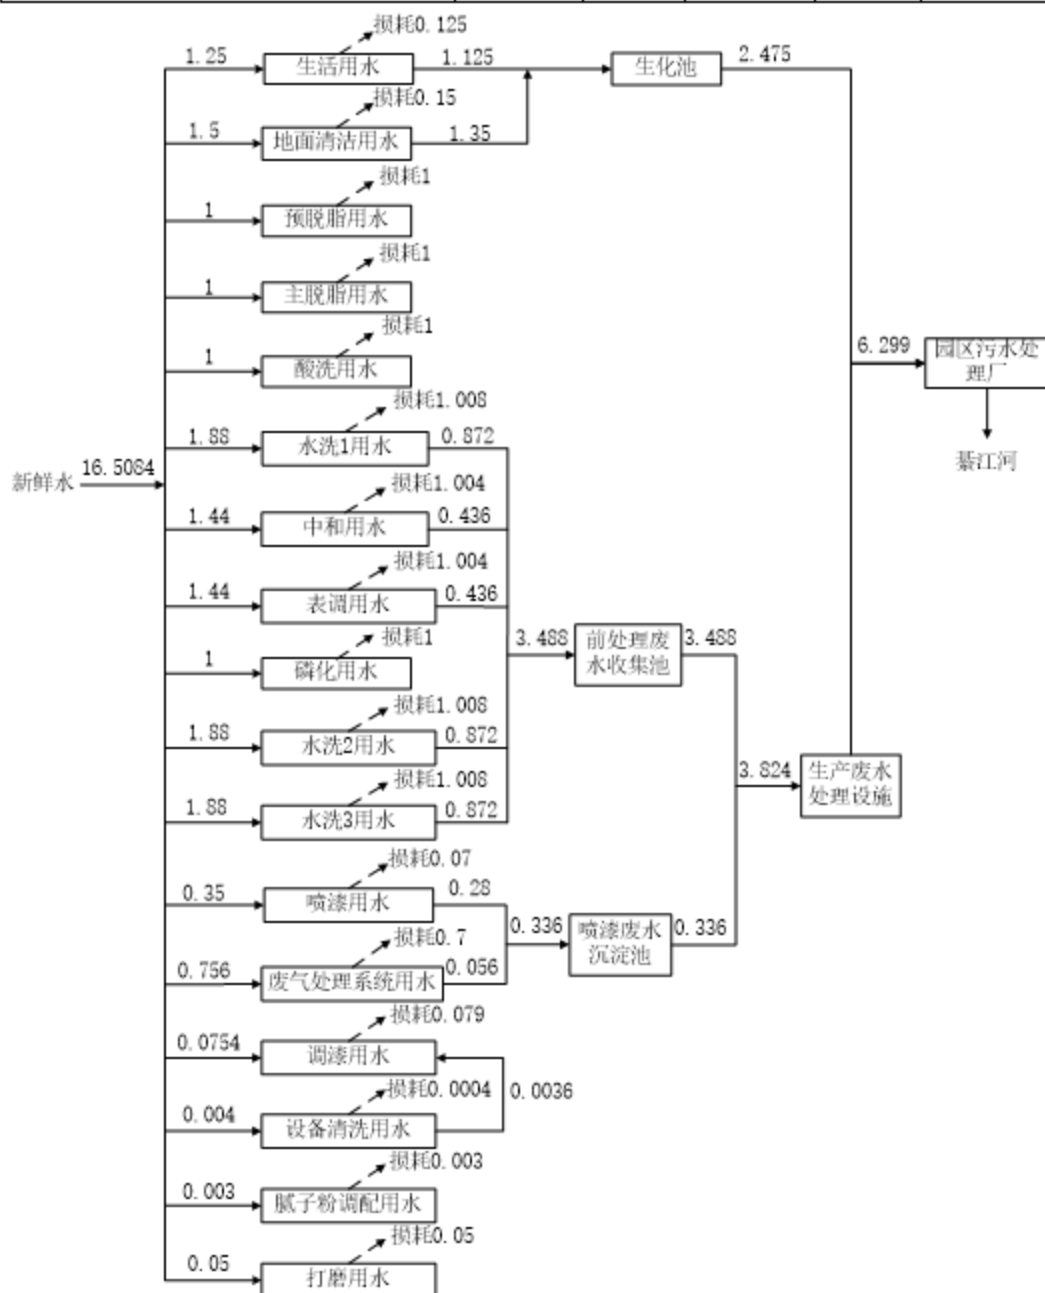 损耗0.125
1.25
生活用水
1.125
生化池
2.475
损耗0.15
1.5
地面清洁用水
1.35
损耗1
1
预脱脂用水
损耗1
1
主脱脂用水
损耗1
1
酸洗用水
6.299
园区污水处
理厂
綦江河
损耗1.008
1.88
水洗1用水
0.872
新鲜水
16.5084
损耗1.004
1.44
中和用水
0.436
损耗1.004
1.44
表调用水
0.436
损耗1
1
磷化用水
3.488
前处理废
水收集池
3.488
损耗1.008
1.88
水洗2用水
0.872
损耗1.008
1.88
水洗3用水
0.872
3.824
生产废水
处理设施
损耗0.07
0.35
喷漆用水
0.28
0.336
喷漆废水
沉淀池
0.336
损耗0.7
0.756
废气处理系统用水
0.056
损耗0.079
0.0754
调漆用水
损耗0.0004
0.0036
0.004
设备清洗用水
损耗0.003
0.003
腻子粉调配用水
损耗0.05
0.05
打磨用水